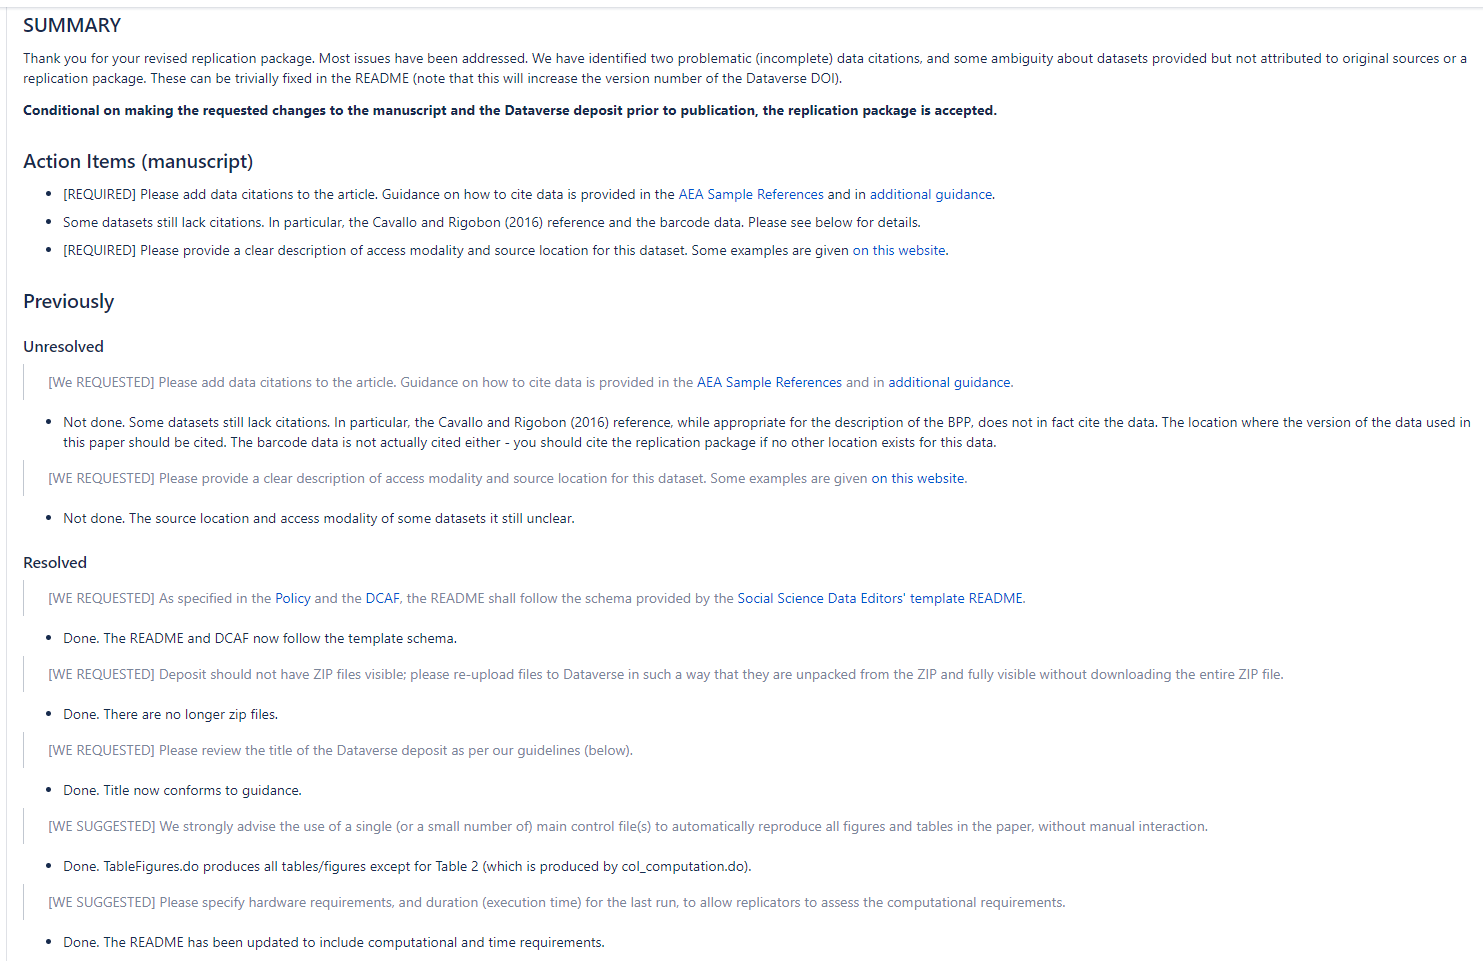 SUMMARY
Thank you for your revised replication package. Most issues have been addressed. We have identified two problematic (incomplete) data citations, and some ambiguity about datasets provided but not attributed to original sources or a
replication package. These can be trivially fixed in the README (note that this will increase the version number of the Dataverse DOI).
Conditional on making the requested changes to the manuscript and the Dataverse deposit prior to publication, the replication package is accepted.
Action Items (manuscript)
• [REQUIRED] Please add data citations to the article. Guidance on how to cite data is provided in the AEA Sample References and in additional guidance.
• Some datasets still lack citations. In particular, the Cavallo and Rigobon (2016) reference and the barcode data. Please see below for details.
• [REQUIRED] Please provide a clear description of access modality and source location for this dataset. Some examples are given on this website.
Previously
Unresolved
[We REQUESTED] Please add data citations to the article. Guidance on how to cite data is provided in the AEA Sample References and in additional guidance.
• Not done. Some datasets still lack citations. In particular, the Cavallo and Rigobon (2016) reference, while appropriate for the description of the BPP, does not in fact cite the data. The location where the version of the data used in
this paper should be cited. The barcode data is not actually cited either - you should cite the replication package if no other location exists for this data.
[WE REQUESTED] Please provide a clear description of access modality and source location for this dataset. Some examples are given on this website.
• Not done. The source location and access modality of some datasets it still unclear.
Resolved
[WE REQUESTED] As specified in the Policy and the DCAF, the README shall follow the schema provided by the Social Science Data Editors' template README.
• Done. The README and DCAF now follow the template schema.
[WE REQUESTED] Deposit should not have ZIP files visible; please re-upload files to Dataverse in such a way that they are unpacked from the ZIP and fully visible without downloading the entire ZIP file.
• Done. There are no longer zip files.
[WE REQUESTED] Please review the title of the Dataverse deposit as per our guidelines (below).
• Done. Title now conforms to guidance.
[WE SUGGESTED] We strongly advise the use of a single (or a small number of) main control file(s) to automatically reproduce all figures and tables in the paper, without manual interaction.
• Done. TableFigures.do produces all tables/figures except for Table 2 (which is produced by col_computation.do).
[WE SUGGESTED] Please specify hardware requirements, and duration (execution time) for the last run, to allow replicators to assess the computational requirements.
• Done. The README has been updated to include computational and time requirements.